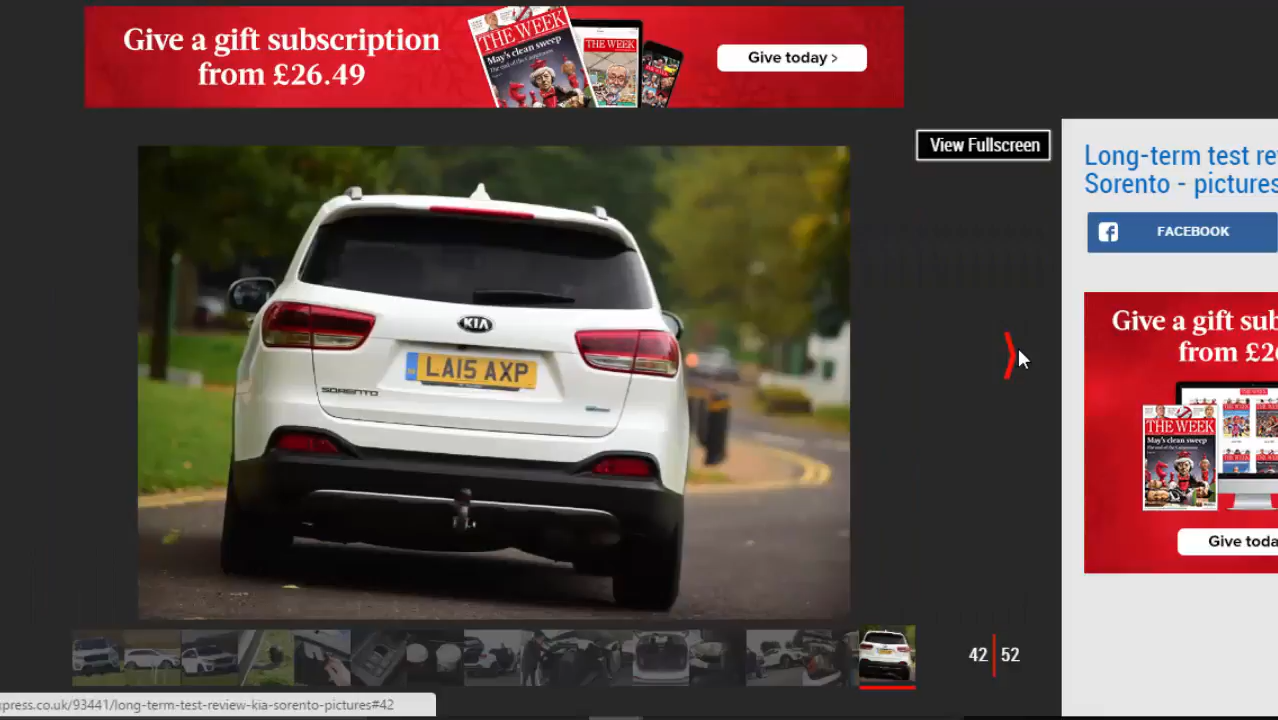 Give a gift subscription
from £26.49
THE WEEK
May's clean sweep
THE WEEK
Give today >
View Fullscreen
Long-term test re
Sorento - pictures
FACEBOOK
KIA
LA15 AXP
SORENTO
Give a gift sub
from £2
THE WEEK
May's clean sweep
Give toda
42 52
xpress.co.uk/93441/long-term-test-review-kia-sorento-pictures#42